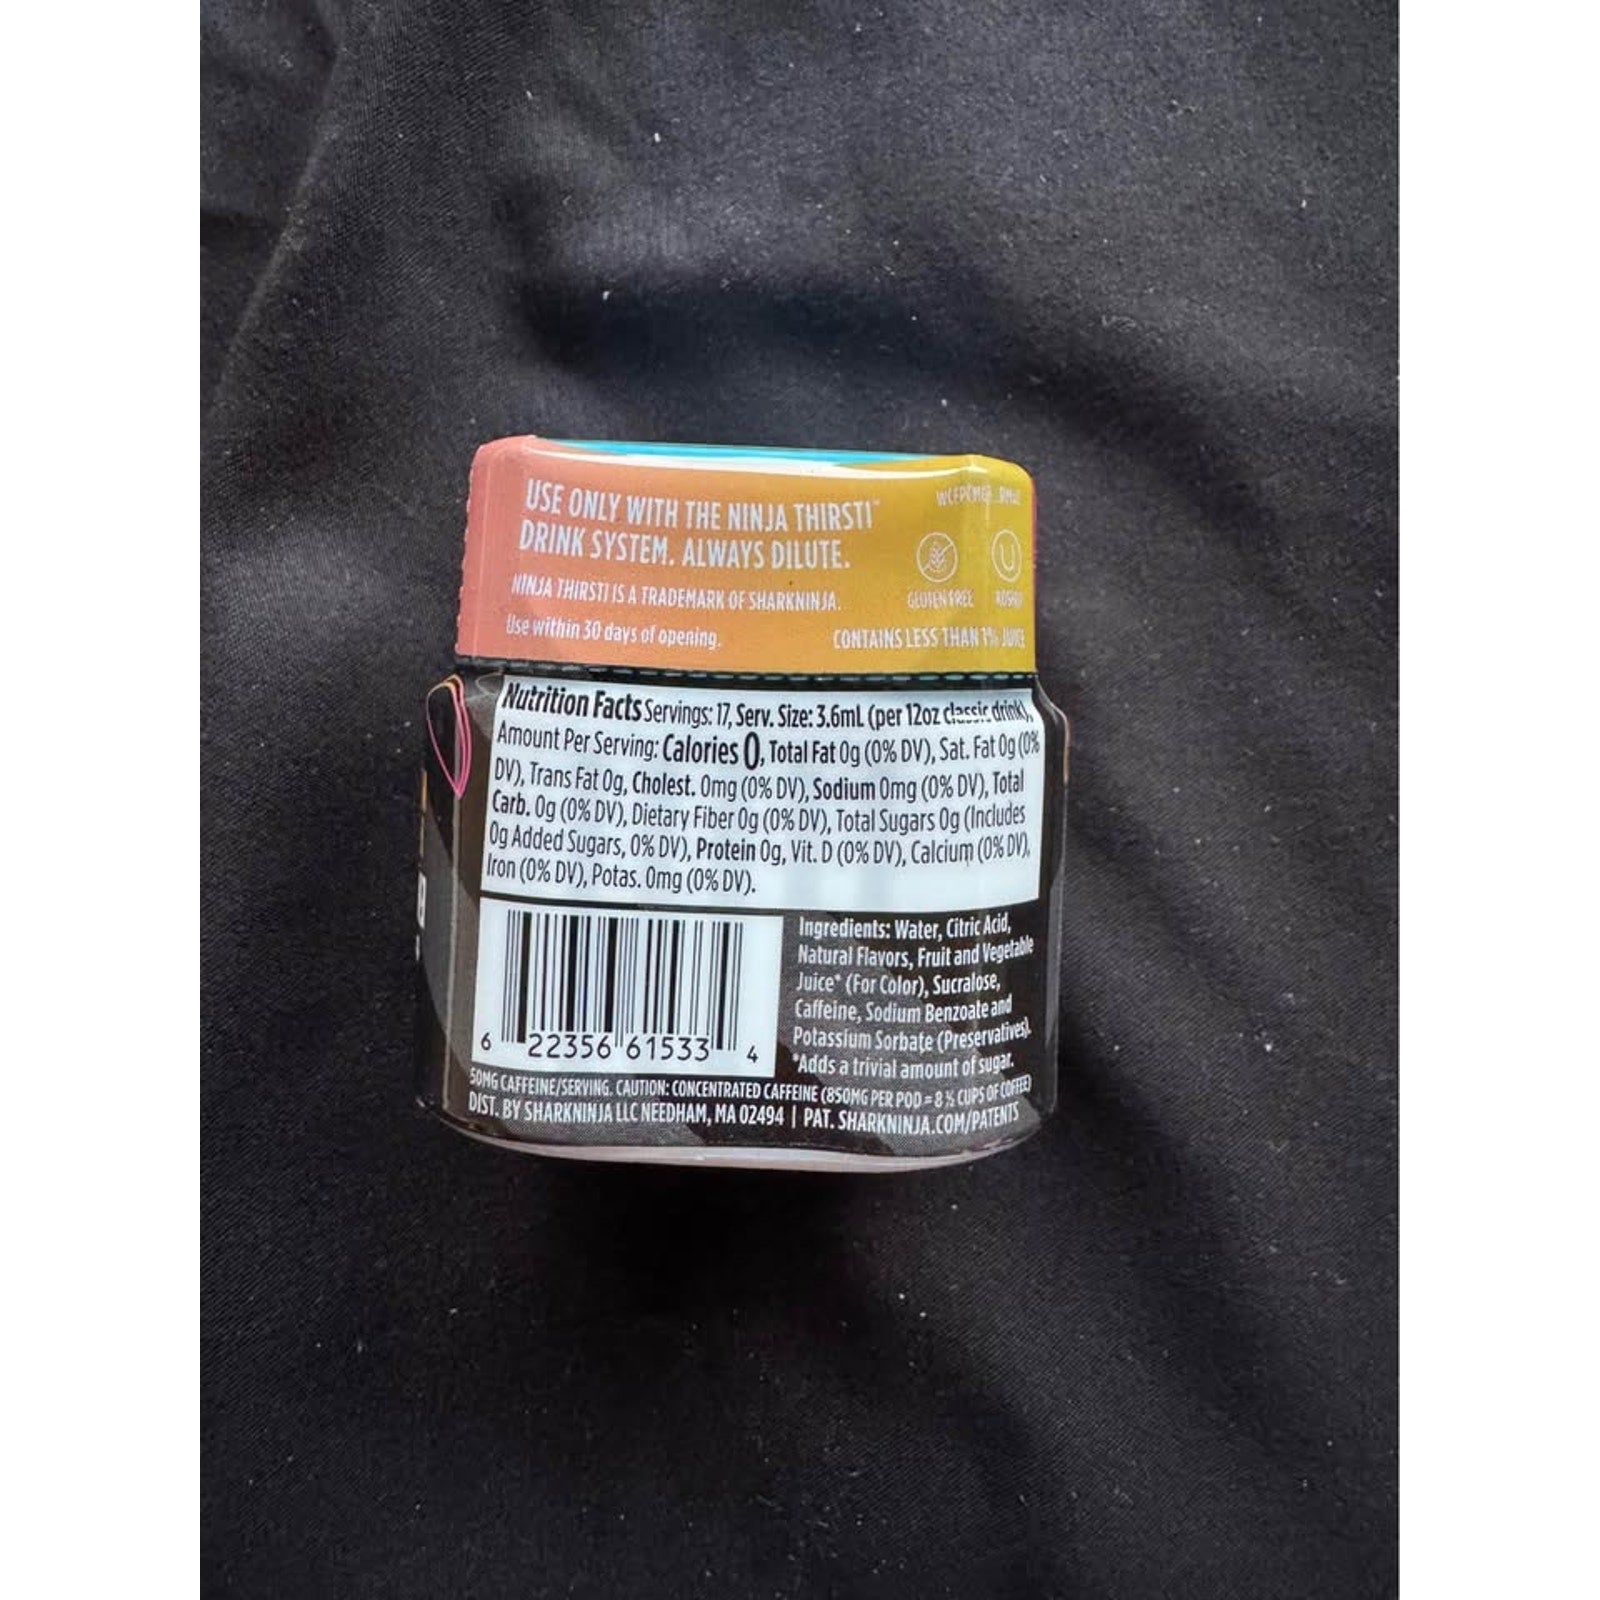 USE ONLY WITH THE NINJA THIRSTI™
DRINK SYSTEM. ALWAYS DILUTE.
NINJA THIRSTI IS A TRADEMARK OF SHARKNINJA.
Use within 30 days of opening.
GLUTEN FREE
U
KOSHER
CONTAINS LESS THAN 1% JUICE
Nutrition Facts Servings: 17, Serv. Size: 3.6mL (per 12oz classic drink),
Amount Per Serving: Calories 0, Total Fat 0g (0% DV), Sat. Fat 0g (0%
DV), Trans Fat 0g, Cholest. 0mg (0% DV), Sodium 0mg (0% DV), Total
Carb. 0g (0% DV), Dietary Fiber 0g (0% DV), Total Sugars 0g (Includes
0g Added Sugars, 0% DV), Protein 0g, Vit. D (0% DV), Calcium (0% DV),
Iron (0% DV), Potas. 0mg (0% DV).
6 22356 61533 4
Ingredients: Water, Citric Acid,
Natural Flavors, Fruit and Vegetable
Juice* (For Color), Sucralose,
Caffeine, Sodium Benzoate and
Potassium Sorbate (Preservatives).
*Adds a trivial amount of sugar.
50MG CAFFEINE/SERVING. CAUTION: CONCENTRATED CAFFEINE (850MG PER POD = 8 ½ CUPS OF COFFEE)
DIST. BY SHARKNINJA LLC NEEDHAM, MA 02494 | PAT. SHARKNINJA.COM/PATENTS